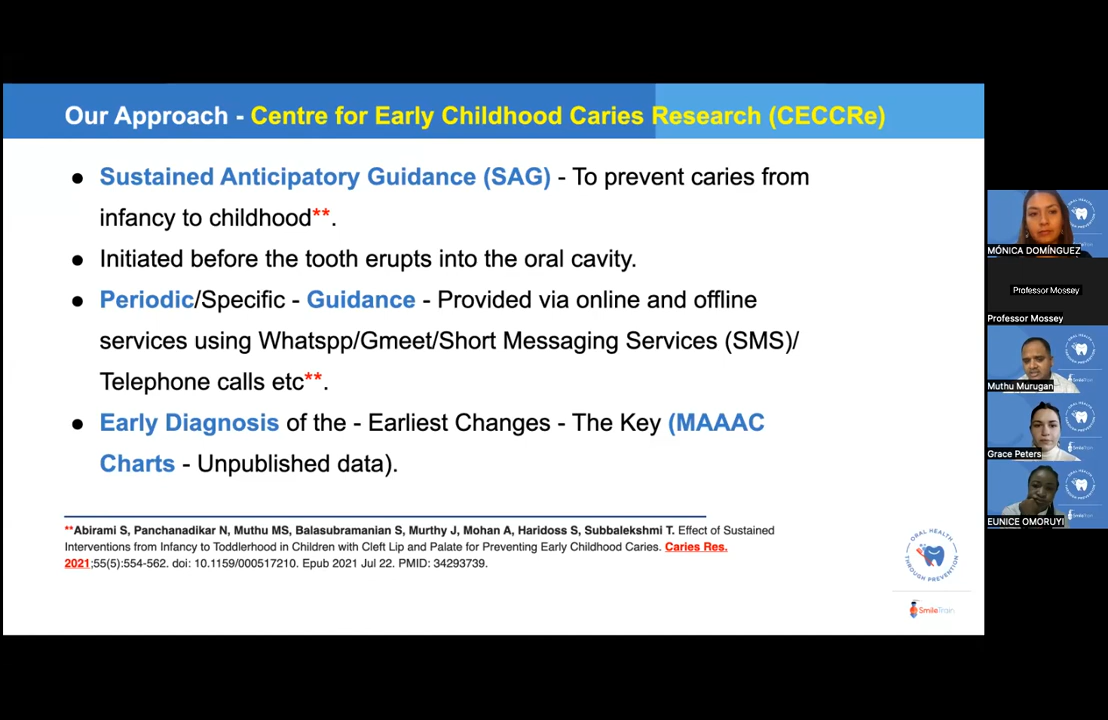 Our Approach - Centre for Early Childhood Caries Research (CECCRe)
● Sustained Anticipatory Guidance (SAG) - To prevent caries from
infancy to childhood**.
● Initiated before the tooth erupts into the oral cavity.
● Periodic/Specific - Guidance - Provided via online and offline
services using Whatspp/Gmeet/Short Messaging Services (SMS)/
Telephone calls etc**.
● Early Diagnosis of the - Earliest Changes - The Key (MAAAC
Charts - Unpublished data).
**Abirami S, Panchanadikar N, Muthu MS, Balasubramanian S, Murthy J, Mohan A, Haridoss S, Subbalekshmi T. Effect of Sustained
Interventions from Infancy to Toddlerhood in Children with Cleft Lip and Palate for Preventing Early Childhood Caries. Caries Res.
2021;55(5):554-562. doi: 10.1159/000517210. Epub 2021 Jul 22. PMID: 34293739.
ORAL HEALTH
THROUGH PREVENTION
SmileTrain
MÓNICA DOMÍNGUEZ
Professor Mossey
Professor Mossey
Muthu Murugan
Grace Peters
EUNICE OMORUYI